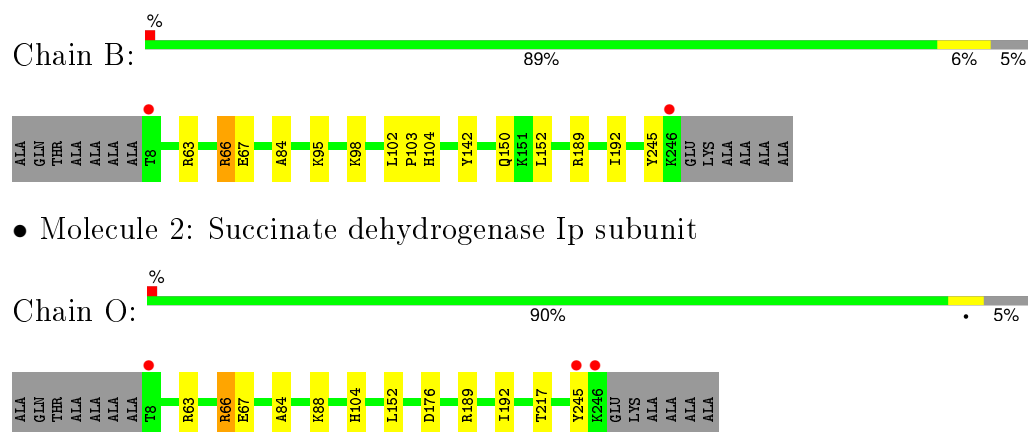 %
Chain B:
89% 6% 5%
ALA GLN THR ALA ALA ALA ALA T8 R63 R66 E67 A84 K95 K98 L102 P103 H104 Y142 Q150 K151 L152 R189 I192 Y245 K246 GLU LYS ALA ALA ALA ALA
• Molecule 2: Succinate dehydrogenase Ip subunit
%
Chain O:
90% • 5%
ALA GLN THR ALA ALA ALA ALA T8 R63 R66 E67 A84 K88 H104 L152 D176 R189 I192 T217 Y245 K246 GLU LYS ALA ALA ALA ALA